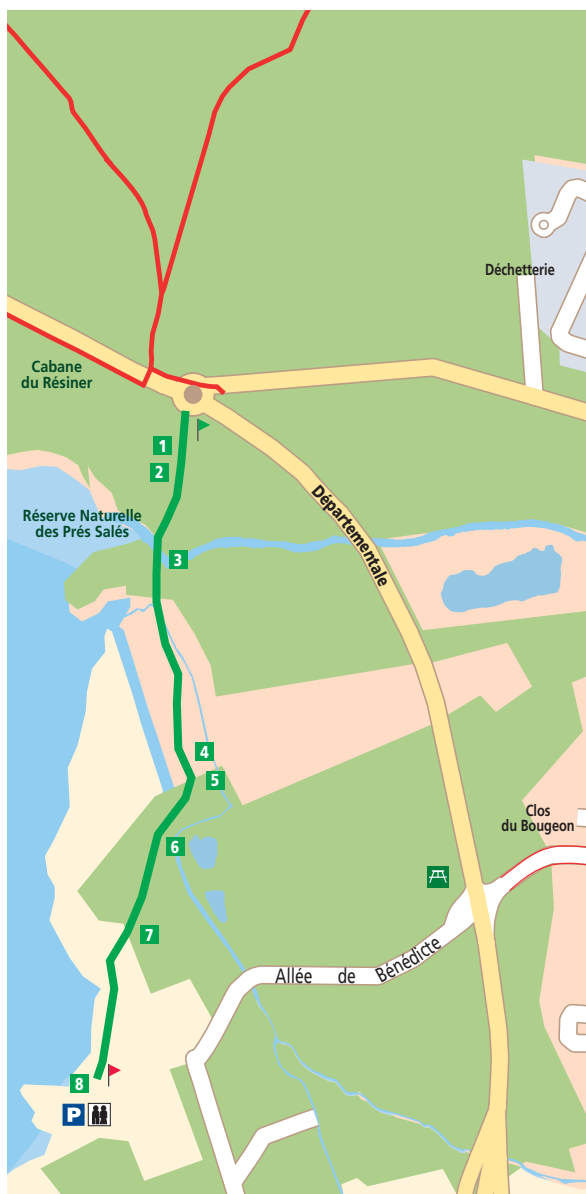 Déchetterie
Cabane
du Résiner
1
2
Départementale
Réserve Naturelle
des Prés Salés
3
4
5
Clos
du Bougeon
6
7
Allée de Bénédicte
8
P